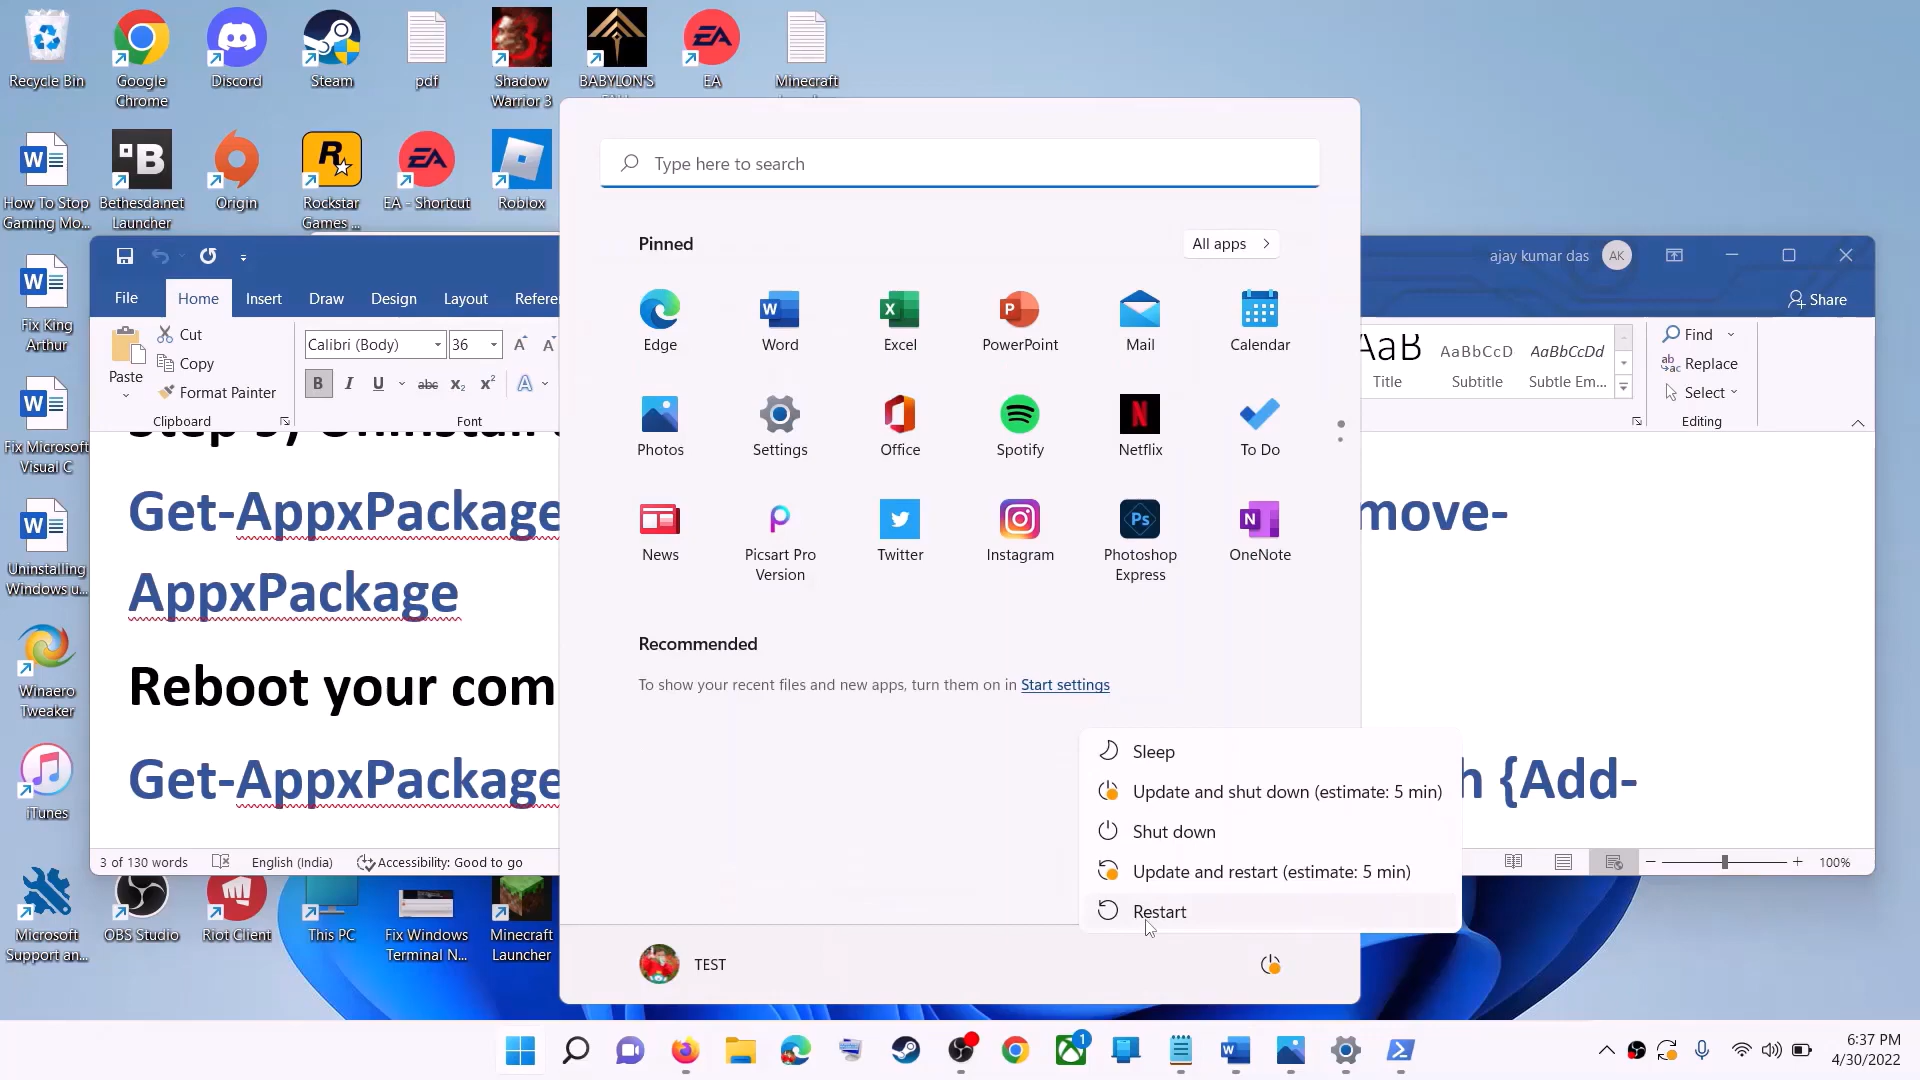 Recycle Bin
Google
Chrome
Discord
Steam
pdf
Shadow
Warrior 3
BABYLON'S
EA
Minecraft
How To Stop
Gaming Mo...
Bethesda.net
Launcher
Origin
Rockstar
Games ...
EA - Shortcut
Roblox
Fix King
Arthur
Fix Microsoft
Visual C
Uninstalling
Windows u...
Winaero
Tweaker
iTunes
Microsoft
Support an...
OBS Studio
Riot Client
This PC
Fix Windows
Terminal N...
Minecraft
Launcher
ajay kumar das
AK
File
Home
Insert
Draw
Design
Layout
Refere
Share
Paste
Cut
Copy
Format Painter
Clipboard
Calibri (Body)
36
Font
AaB
Title
AaBbCcD
Subtitle
AaBbCcDd
Subtle Em...
Find
Replace
Select
Editing
Get-AppxPackage
move-
AppxPackage
Reboot your com
Get-AppxPackage
h {Add-
3 of 130 words
English (India)
Accessibility: Good to go
100%
Type here to search
Pinned
All apps
Edge
Word
Excel
PowerPoint
Mail
Calendar
Photos
Settings
Office
Spotify
Netflix
To Do
News
Picsart Pro
Version
Twitter
Instagram
Photoshop
Express
OneNote
Recommended
To show your recent files and new apps, turn them on in Start settings
Sleep
Update and shut down (estimate: 5 min)
Shut down
Update and restart (estimate: 5 min)
Restart
TEST
6:37 PM
4/30/2022